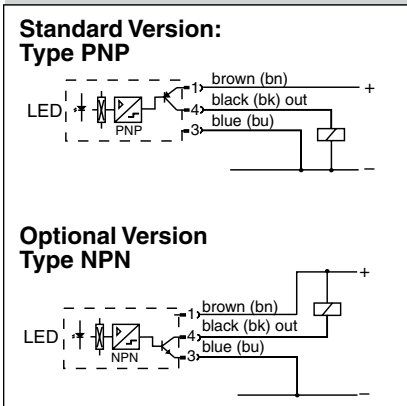 Standard Version:
Type PNP
LED
PNP
1
brown (bn)
+
4
black (bk) out
3
blue (bu)
–
Optional Version
Type NPN
LED
NPN
1
brown (bn)
+
4
black (bk) out
3
blue (bu)
–